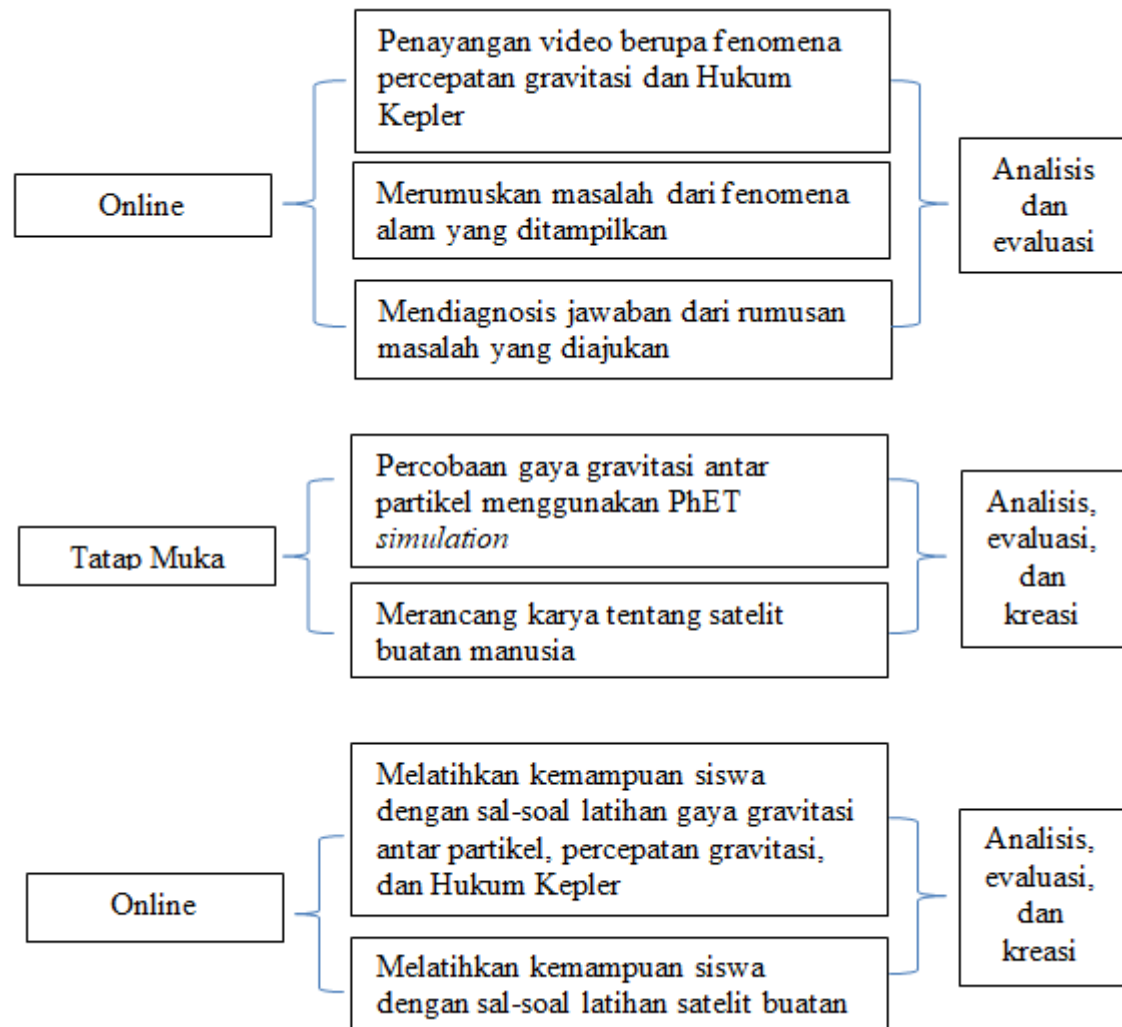 Penayangan video berupa fenomena
percepatan gravitasi dan Hukum
Kepler
Online
Merumuskan masalah dari fenomena
alam yang ditampilkan
Mendiagnosis jawaban dari rumusan
masalah yang diajukan
Analisis
dan
evaluasi
Tatap Muka
Percobaan gaya gravitasi antar
partikel menggunakan PhET
simulation
Merancang karya tentang satelit
buatan manusia
Analisis,
evaluasi,
dan
kreasi
Online
Melatihkan kemampuan siswa
dengan sal-soal latihan gaya gravitasi
antar partikel, percepatan gravitasi,
dan Hukum Kepler
Melatihkan kemampuan siswa
dengan sal-soal latihan satelit buatan
Analisis,
evaluasi,
dan
kreasi